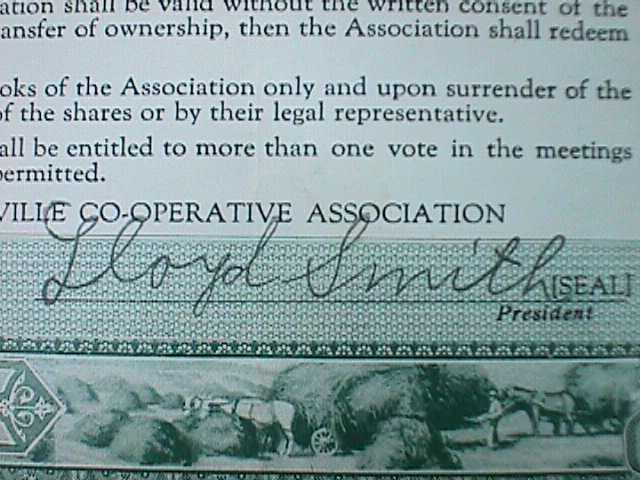 ation shall be valid without the written consent of the
ansfer of ownership, then the Association shall redeem
oks of the Association only and upon surrender of the
of the shares or by their legal representative.
all be entitled to more than one vote in the meetings
permitted.
VILLE CO-OPERATIVE ASSOCIATION
Lloyd Smith [SEAL]
President